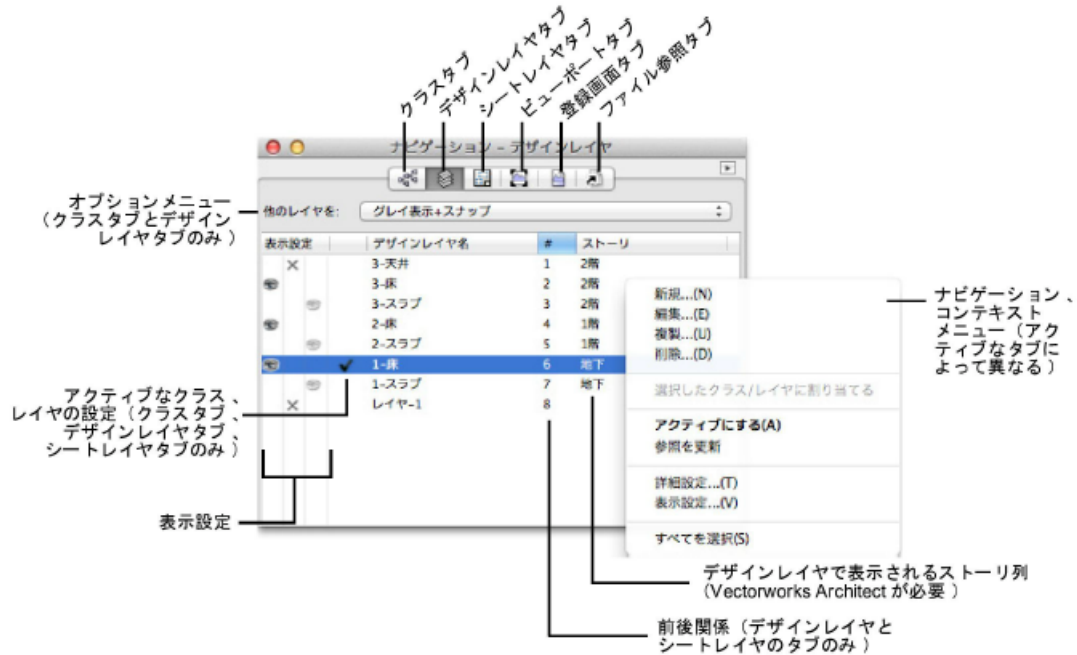 クラスタブ
デザインレイヤタブ
シートレイヤタブ
ビューポートタブ
登録画面タブ
ファイル参照タブ
ナビゲーション – デザインレイヤ
オプションメニュー
（クラスタブとデザイン
レイヤタブのみ ）
他のレイヤを: グレイ表示+スナップ
表示設定 デザインレイヤ名 # ストーリ
3-天井 1 2階
3-床 2 2階
3-スラブ 3 2階
2-床 4 1階
2-スラブ 5 1階
1-床 6 地下
1-スラブ 7 地下
レイヤ-1 8
新規...(N)
編集...(E)
複製...(U)
削除...(D)
選択したクラス/レイヤに割り当てる
アクティブにする(A)
参照を更新
詳細設定...(T)
表示設定...(V)
すべてを選択(S)
ナビゲーション 、
コンテキスト
メニュー（アク
ティブなタブに
よって異なる ）
アクティブなクラス 、
レイヤの設定（クラスタブ 、
デザインレイヤタブ 、
シートレイヤタブのみ ）
表示設定
デザインレイヤで表示されるストーリ列
（Vectorworks Architect が必要 ）
前後関係（デザインレイヤと
シートレイヤのタブのみ ）